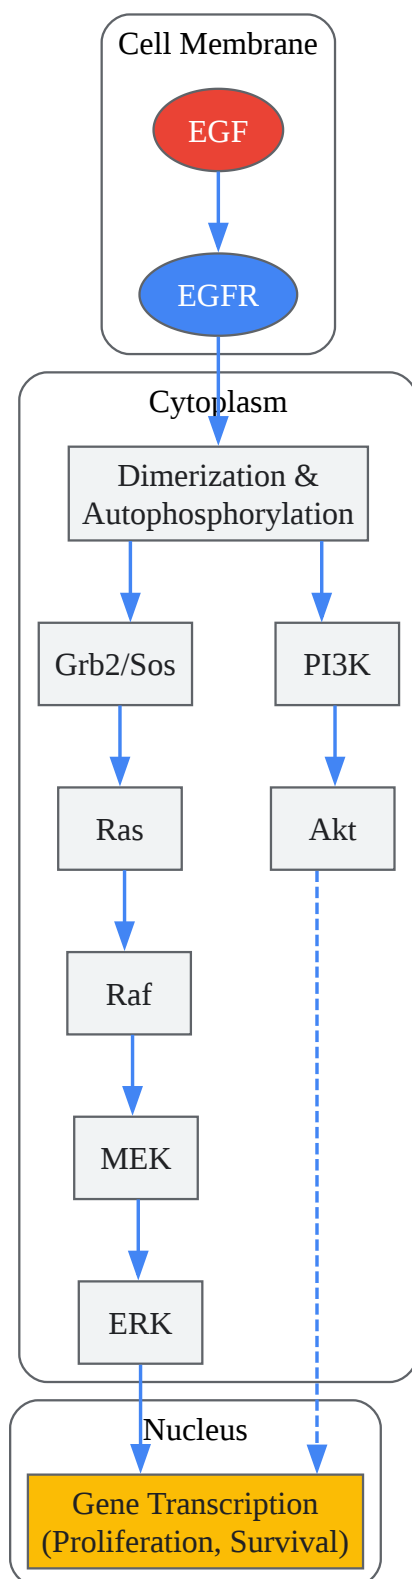 Cell Membrane
EGF
EGFR
Cytoplasm
Dimerization &
Autophosphorylation
Grb2/Sos
PI3K
Ras
Akt
Raf
MEK
ERK
Nucleus
Gene Transcription
(Proliferation, Survival)